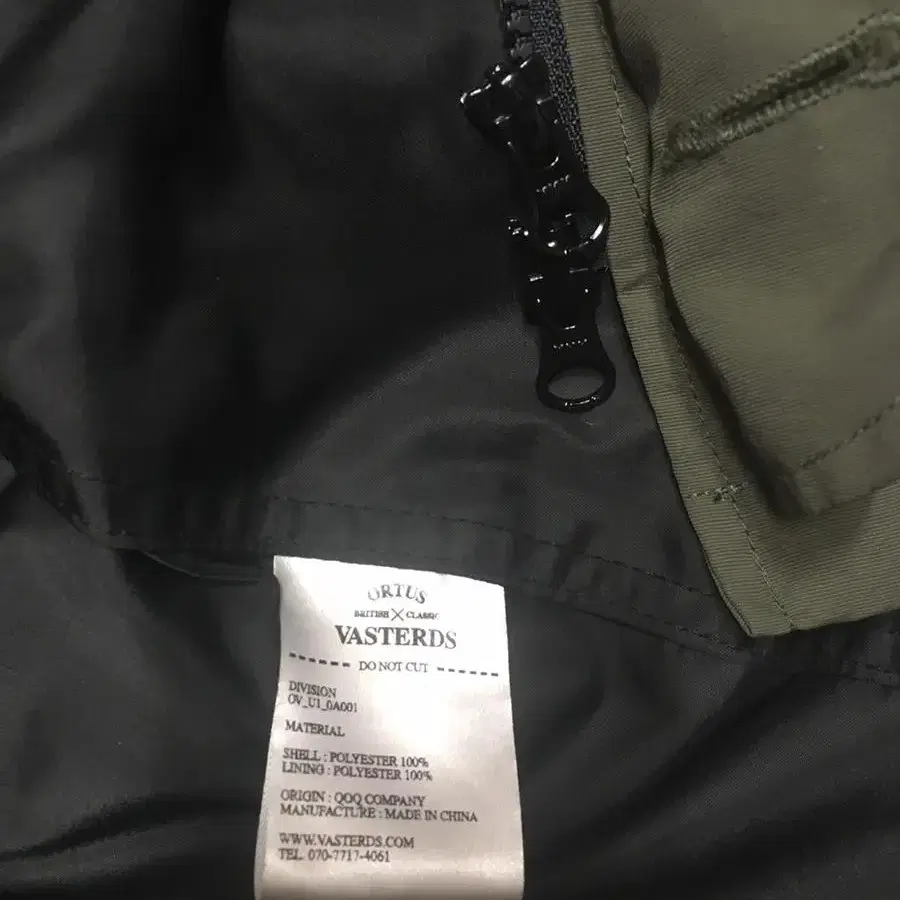 ORTUS
BRITISH X CLASSIC
VASTERDS
DO NOT CUT
DIVISION
OV_U1_0A001
MATERIAL
SHELL : POLYESTER 100%
LINING : POLYESTER 100%
ORIGIN : QOQ COMPANY
MANUFACTURE : MADE IN CHINA
WWW.VASTERDS.COM
TEL 070-7717-4061